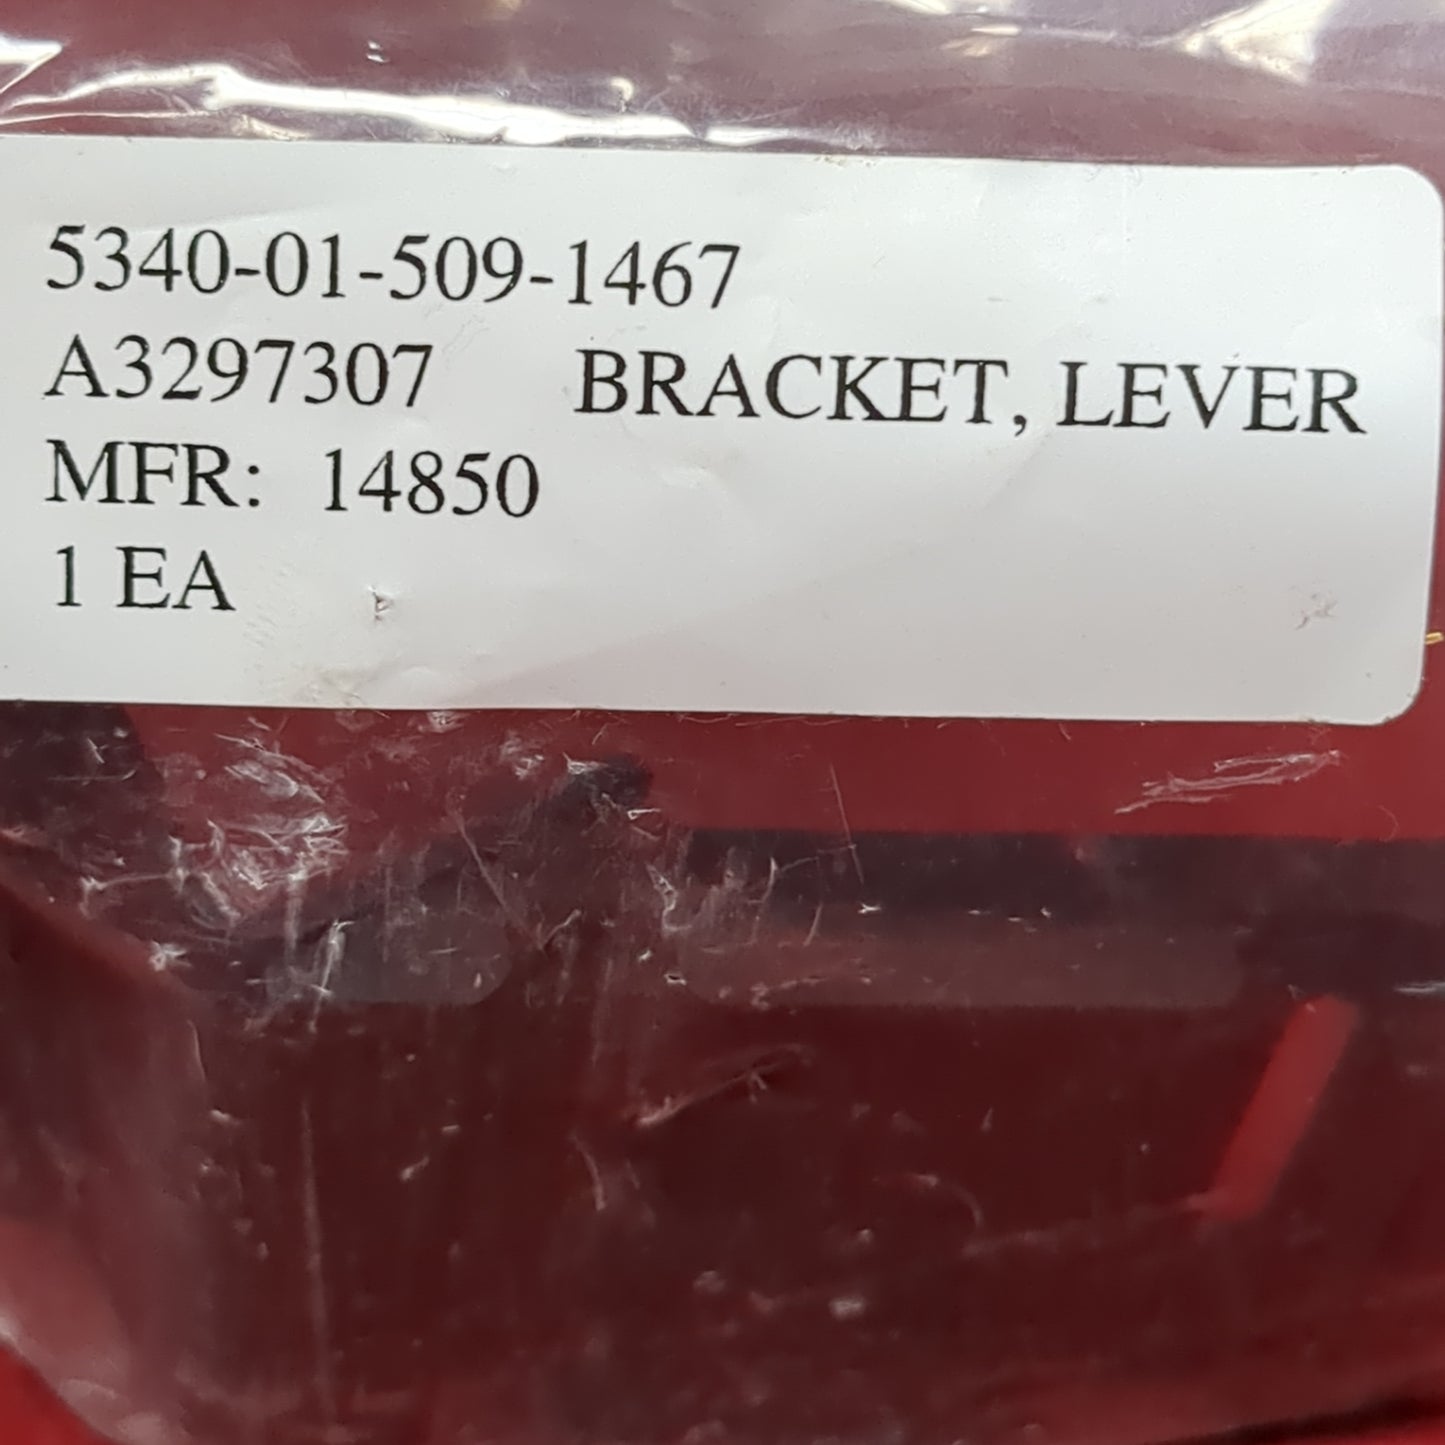 5340-01-509-1467
A3297307 BRACKET, LEVER
MFR: 14850
1 EA